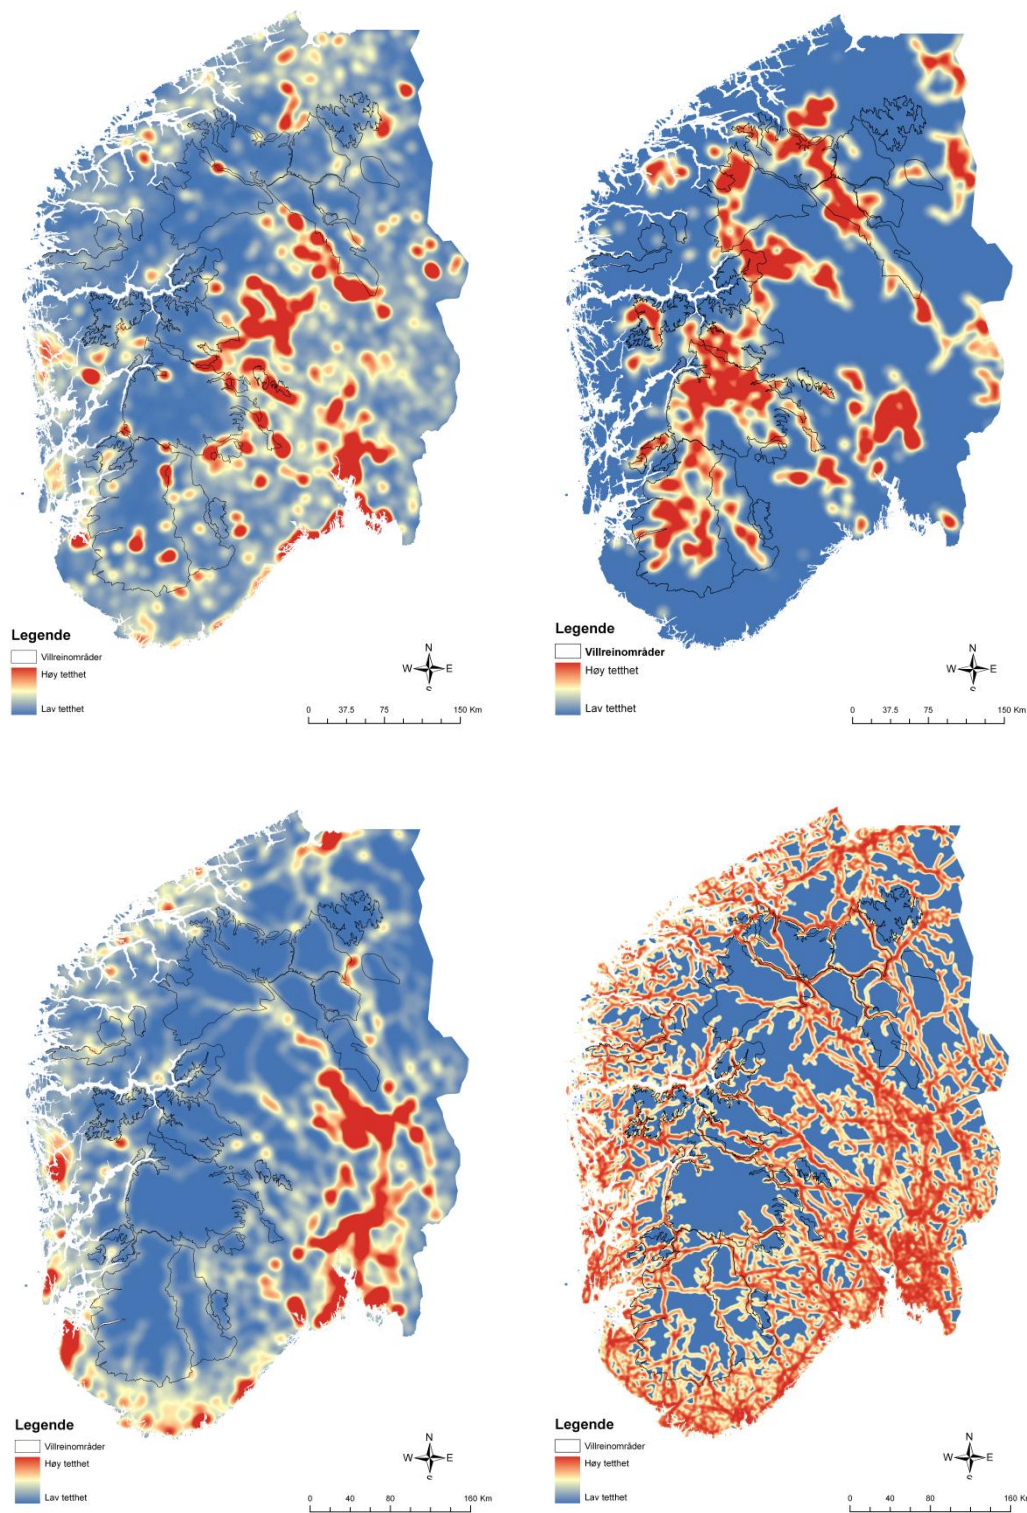 Legende
Villreinområder
Høy tetthet
Lav tetthet
N
W E
S
0 37.5 75 150 Km
Legende
Villreinområder
Høy tetthet
Lav tetthet
N
W E
S
0 37.5 75 150 Km
Legende
Villreinområder
Høy tetthet
Lav tetthet
N
W E
S
0 40 80 160 Km
Legende
Villreinområder
Høy tetthet
Lav tetthet
N
W E
S
0 40 80 160 Km